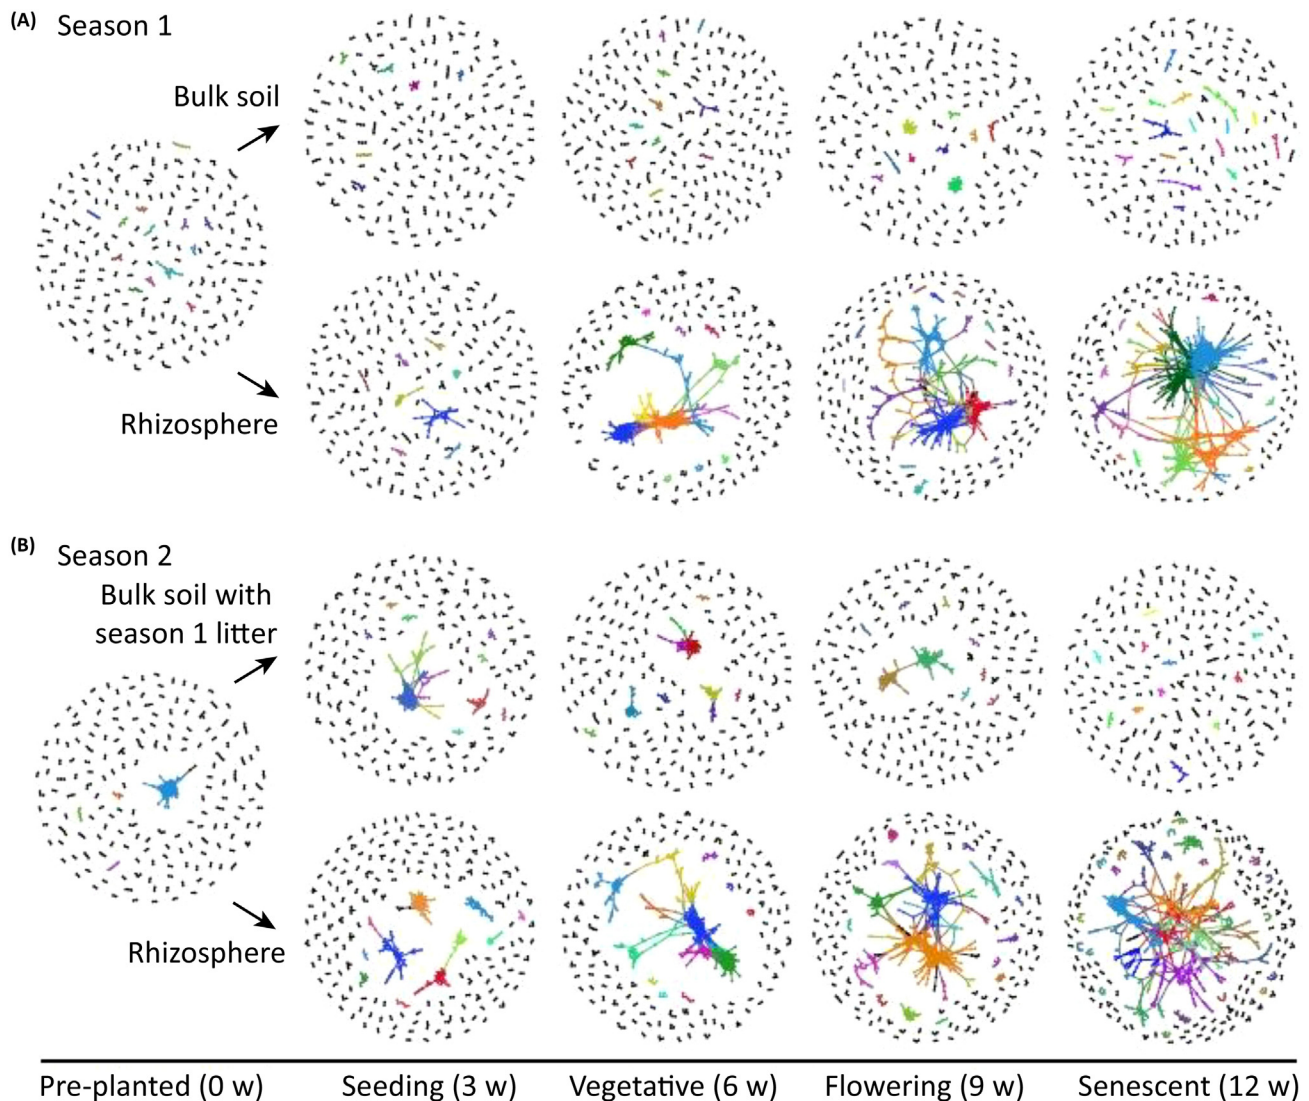 (A) Season 1
Bulk soil
Rhizosphere
(B) Season 2
Bulk soil with
season 1 litter
Rhizosphere
Pre-planted (0 w) Seeding (3 w) Vegetative (6 w) Flowering (9 w) Senescent (12 w)